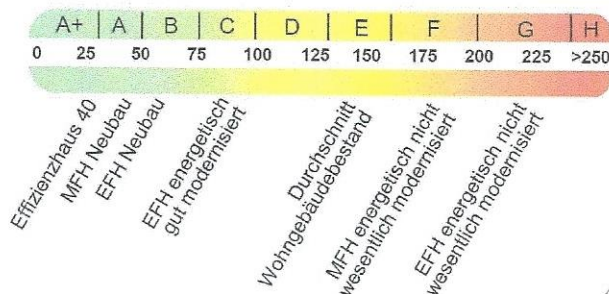 A+ A B C D E F G H
0 25 50 75 100 125 150 175 200 225 >250
Effizienzhaus 40
MFH Neubau
EFH Neubau
EFH energetisch
gut modernisiert
Durchschnitt
Wohngebäudebestand
MFH energetisch nicht
wesentlich modernisiert
EFH energetisch nicht
wesentlich modernisiert